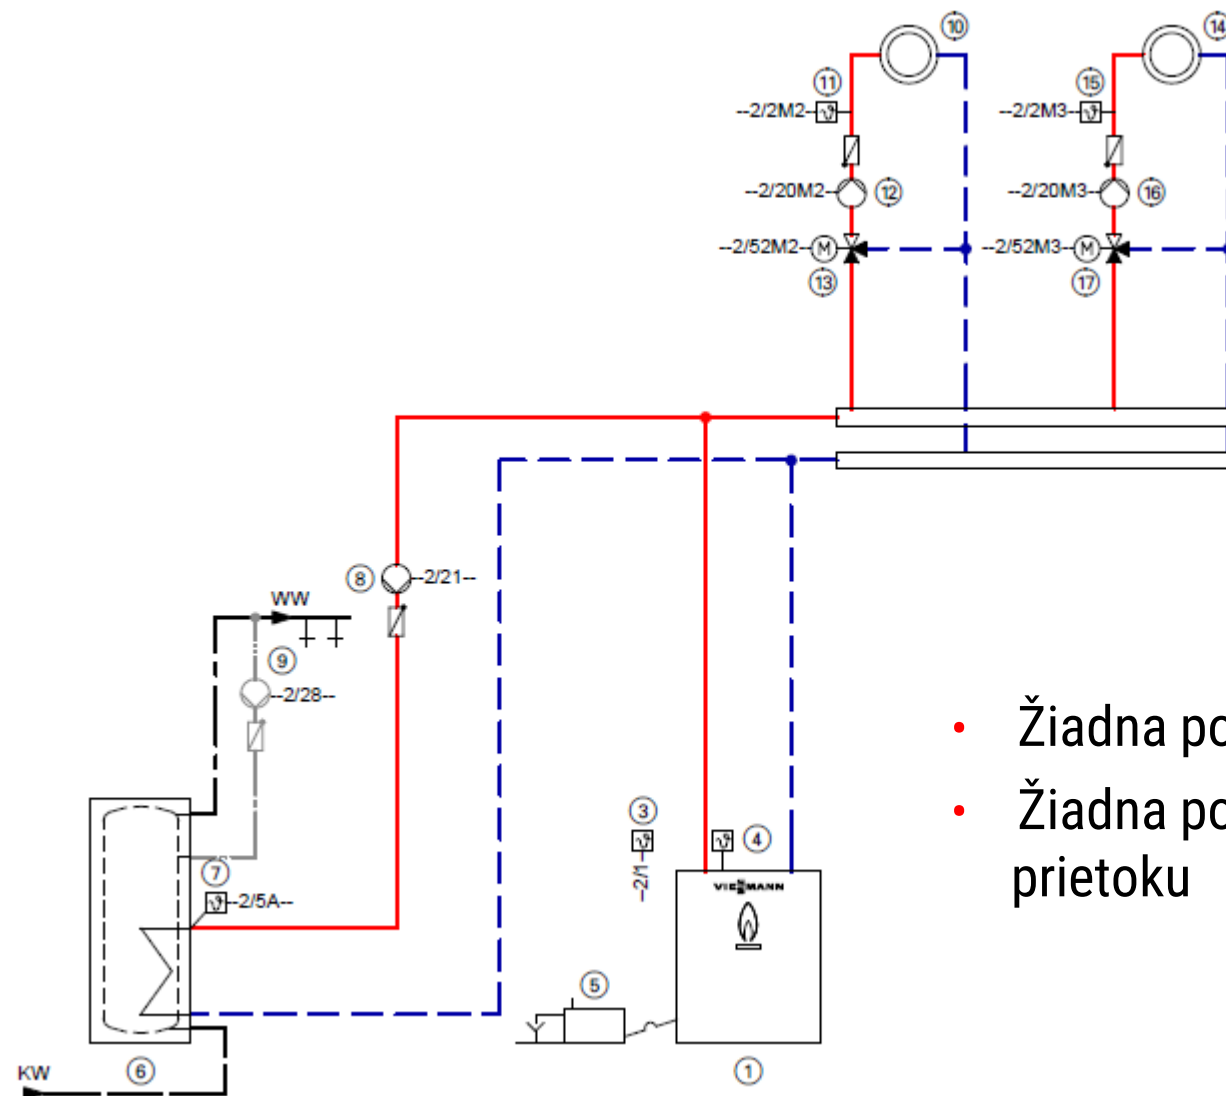 10
14
11
15
--2/2M2--
--2/2M3--
--2/20M2--
12
--2/20M3--
16
--2/52M2--
M
--2/52M3--
M
13
17
8
--2/21--
WW
9
--2/28--
• Žiadna po
3
4
• Žiadna po
7
--2/1--
VIESMANN
prietoku
--2/5A--
5
KW
6
1